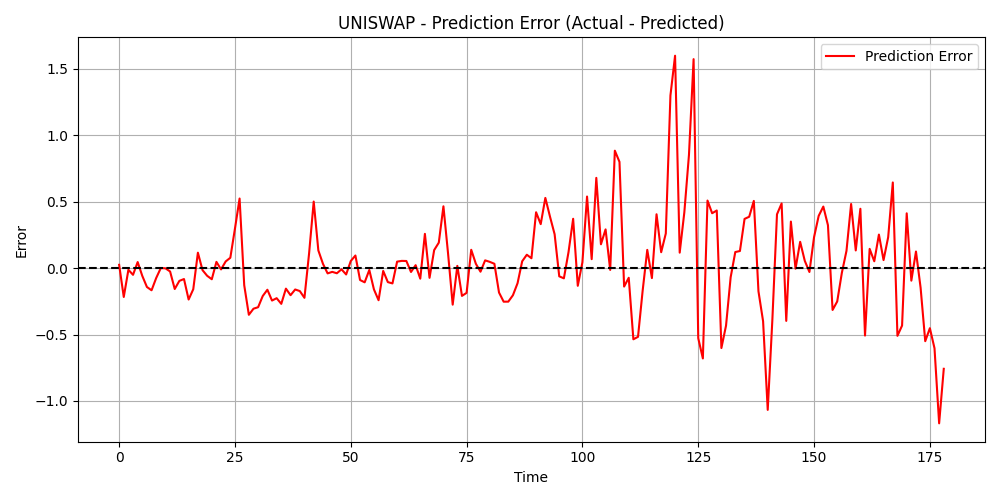 UNISWAP - Prediction Error (Actual - Predicted)
Prediction Error
1.5
1.0
0.5
0.0
−0.5
−1.0
Error
0 25 50 75 100 125 150 175
Time